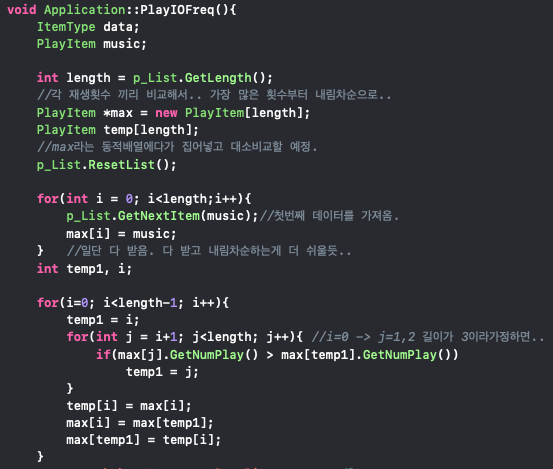 void Application::PlayIOFreq(){
    ItemType data;
    PlayItem music;

    int length = p_List.GetLength();
    //각 재생횟수 끼리 비교해서.. 가장 많은 횟수부터 내림차순으로..
    PlayItem *max = new PlayItem[length];
    PlayItem temp[length];
    //max라는 동적배열에다가 집어넣고 대소비교할 예정.
    p_List.ResetList();

    for(int i = 0; i<length;i++){
        p_List.GetNextItem(music);//첫번째 데이터를 가져옴.
        max[i] = music;
    }   //일단 다 받음. 다 받고 내림차순하는게 더 쉬울듯..
    int temp1, i;

    for(i=0; i<length-1; i++){
        temp1 = i;
        for(int j = i+1; j<length; j++){ //i=0 -> j=1,2 길이가 3이라가정하면..
            if(max[j].GetNumPlay() > max[temp1].GetNumPlay())
                temp1 = j;
        }
        temp[i] = max[i];
        max[i] = max[temp1];
        max[temp1] = temp[i];
    }